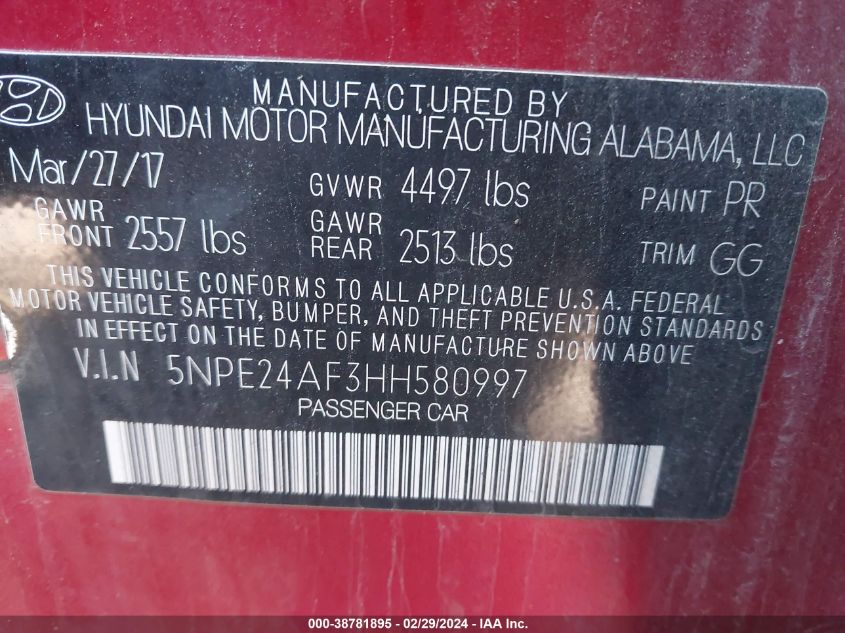 MANUFACTURED BY
HYUNDAI MOTOR MANUFACTURING ALABAMA, LLC
Mar/27/17 GVWR 4497 lbs PAINT PR
GAWR FRONT 2557 lbs GAWR REAR 2513 lbs TRIM GG
THIS VEHICLE CONFORMS TO ALL APPLICABLE U.S.A. FEDERAL
MOTOR VEHICLE SAFETY, BUMPER, AND THEFT PREVENTION STANDARDS
IN EFFECT ON THE DATE OF MANUFACTURE SHOWN ABOVE
V.I.N 5NPE24AF3HH580997
PASSENGER CAR
000-38781895 - 02/29/2024 - IAA Inc.